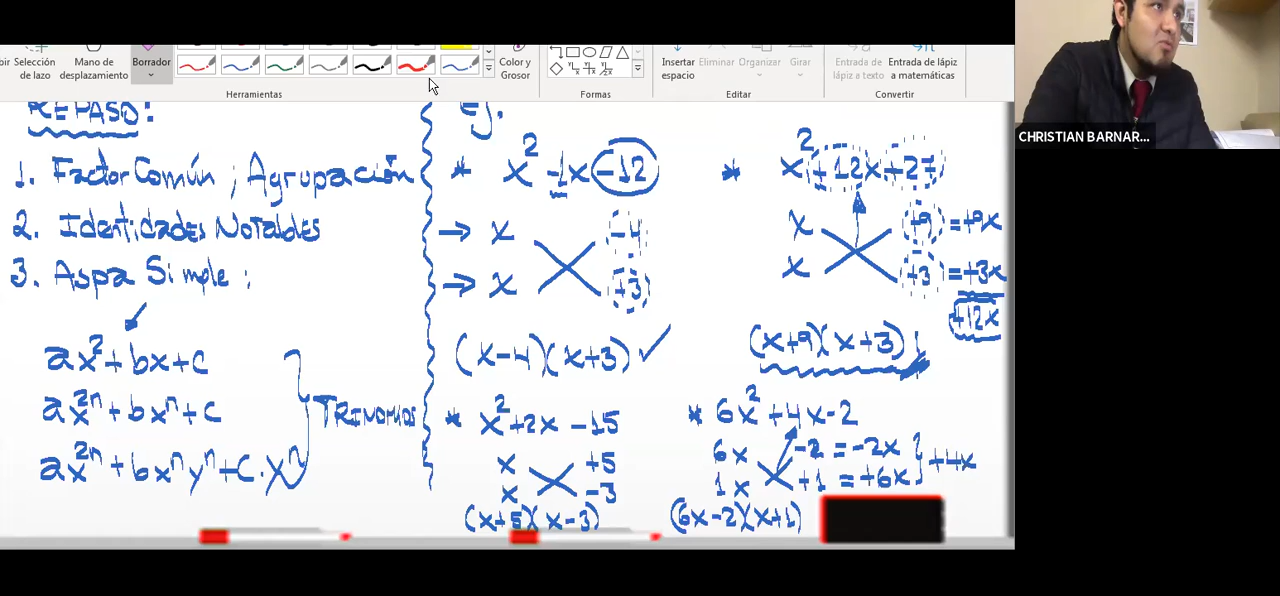 Selección de lazo
Mano de desplazamiento
Borrador
Color y Grosor
Insertar espacio
Eliminar
Organizar
Girar
Entrada de lápiz a texto
Entrada de lápiz a matemáticas
Herramientas
Formas
Editar
Convertir
CHRISTIAN BARNAR...
REPASO:
1. Factor Común ; Agrupación
2. Identidades Notables
3. Aspa Simple :
ax² + bx + c
ax²ⁿ + bxⁿ + c
ax²ⁿ + bxⁿyⁿ + c·xⁿ
TRINOMIOS
Ej.
* x² -1x -12
→ x -4
→ x +3
(x-4)(x+3) ✓
* x²+2x -15
x +5
x -3
(x+5)(x-3)
* x²+12x+27
x +9 = +9x
x +3 = +3x
+12x
(x+9)(x+3)
* 6x²+4x-2
6x -2 = -2x
1x +1 = +6x } +4x
(6x-2)(x+1)